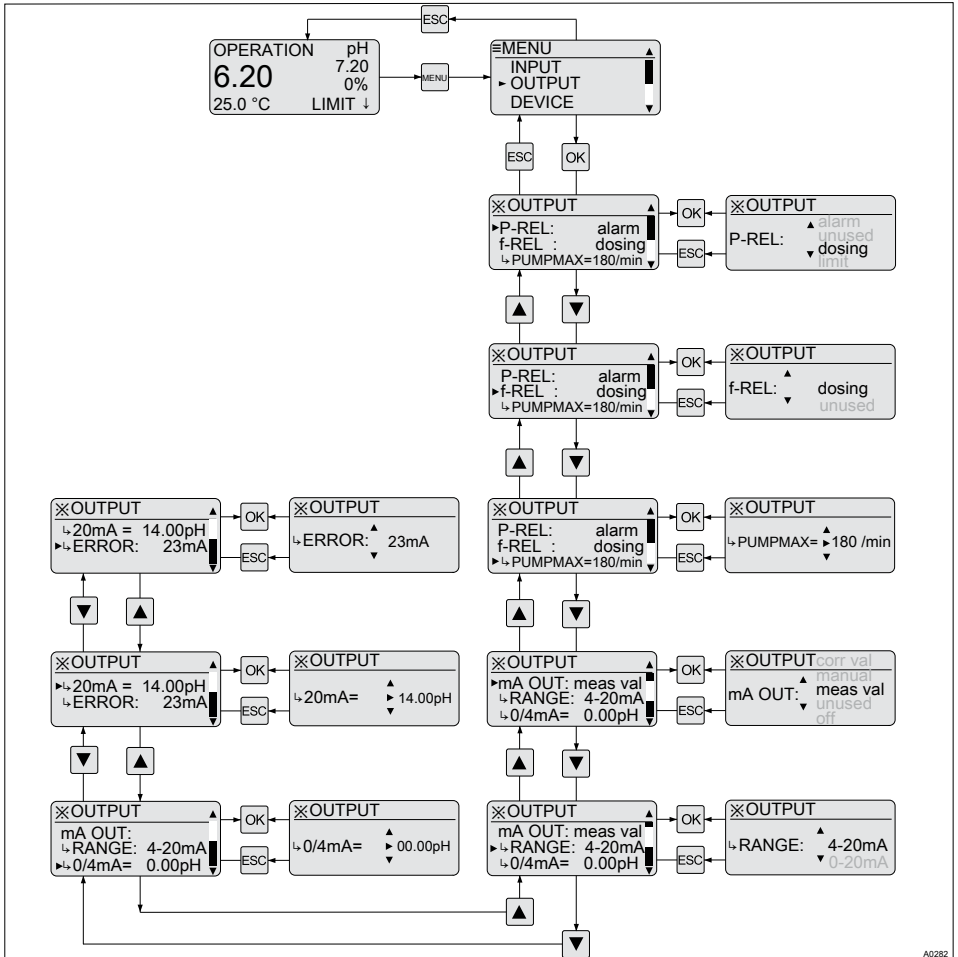 ESC
OPERATION pH
6.20 7.20
0%
25.0 °C LIMIT ↓
MENU
≡MENU ▲
INPUT
► OUTPUT
DEVICE ▼
ESC OK
※OUTPUT ▲
►P-REL: alarm
f-REL : dosing
↳PUMPMAX=180/min ▼
OK
ESC
※OUTPUT
▲ alarm
unused
P-REL: dosing
▼ limit
▲ ▼
※OUTPUT ▲
P-REL: alarm
►f-REL : dosing
↳PUMPMAX=180/min ▼
OK
ESC
※OUTPUT
▲
f-REL: dosing
▼ unused
▲ ▼
※OUTPUT ▲
↳20mA = 14.00pH
►↳ERROR: 23mA ▼
OK
ESC
※OUTPUT
▲
↳ERROR: 23mA
▼
※OUTPUT ▲
P-REL: alarm
f-REL : dosing
►↳PUMPMAX=180/min ▼
OK
ESC
※OUTPUT
▲
↳PUMPMAX= ►180 /min
▼
▼ ▲
▲ ▼
※OUTPUT ▲
►↳20mA = 14.00pH
↳ERROR: 23mA ▼
OK
ESC
※OUTPUT
▲
↳20mA= ► 14.00pH
▼
※OUTPUT ▲
►mA OUT: meas val
↳RANGE: 4-20mA
↳0/4mA= 0.00pH ▼
OK
ESC
※OUTPUT corr val
▲ manual
mA OUT: meas val
▼ unused
off
▼ ▲
▲ ▼
※OUTPUT ▲
mA OUT:
↳RANGE: 4-20mA
►↳0/4mA= 0.00pH ▼
OK
ESC
※OUTPUT
▲
↳0/4mA= ► 00.00pH
▼
※OUTPUT ▲
mA OUT: meas val
►↳RANGE: 4-20mA
↳0/4mA= 0.00pH ▼
OK
ESC
※OUTPUT
▲
↳RANGE: 4-20mA
▼ 0-20mA
▲
▼
A0282